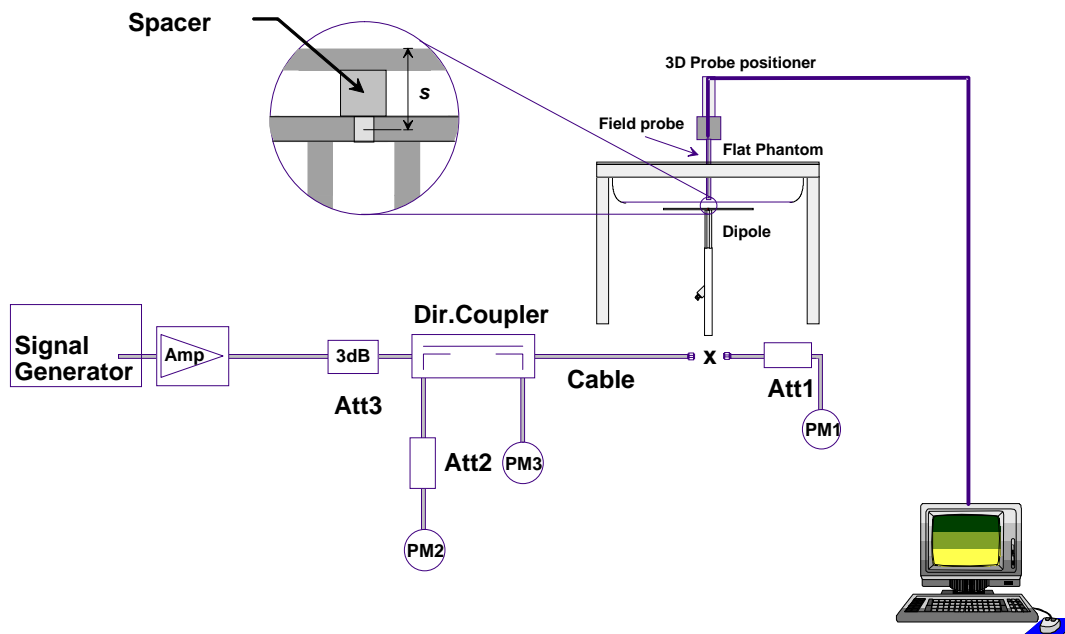 Spacer
s
3D Probe positioner
Field probe
Flat Phantom
Dipole
Dir.Coupler
Signal
Generator
Amp
3dB
Att3
Cable
x
Att1
PM1
Att2
PM3
PM2